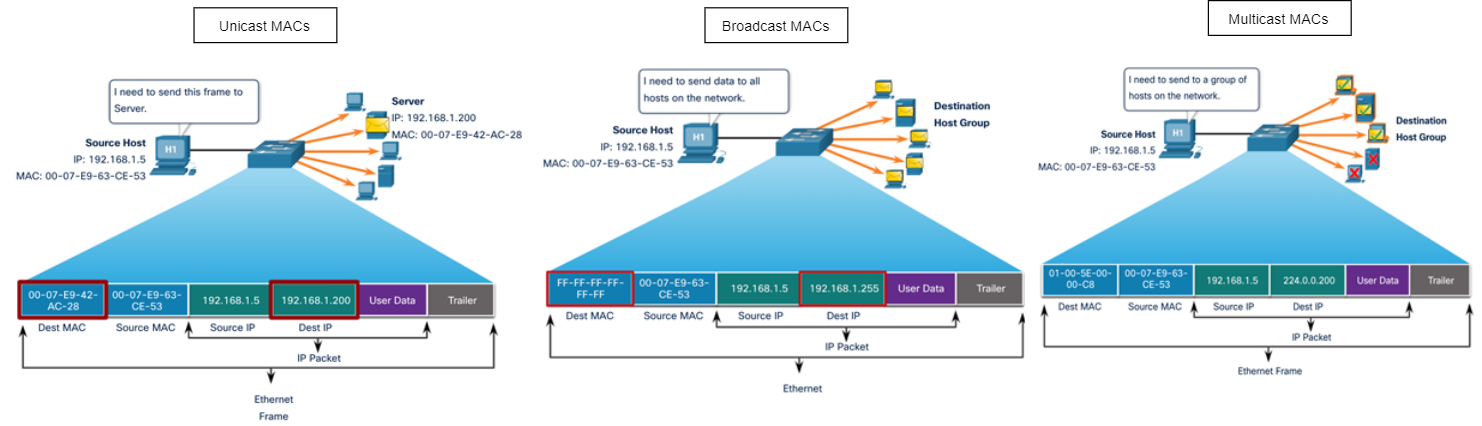 Unicast MACs
I need to send this frame to
Server.
Server
IP: 192.168.1.200
MAC: 00-07-E9-42-AC-28
H1
Source Host
IP: 192.168.1.5
MAC: 00-07-E9-63-CE-53
00-07-E9-42-
AC-28
00-07-E9-63-
CE-53
192.168.1.5
192.168.1.200
User Data
Trailer
Dest MAC
Source MAC
Source IP
Dest IP
IP Packet
Ethernet
Frame
Broadcast MACs
I need to send data to all
hosts on the network.
Destination
Host Group
H1
Source Host
IP: 192.168.1.5
MAC: 00-07-E9-63-CE-53
FF-FF-FF-FF-
FF-FF
00-07-E9-63-
CE-53
192.168.1.5
192.168.1.255
User Data
Trailer
Dest MAC
Source MAC
Source IP
Dest IP
IP Packet
Ethernet
Multicast MACs
I need to send to a group of
hosts on the network.
Destination
Host Group
H1
Source Host
IP: 192.168.1.5
MAC: 00-07-E9-63-CE-53
01-00-5E-00-
00-C8
00-07-E9-63-
CE-53
192.168.1.5
224.0.0.200
User Data
Trailer
Dest MAC
Source MAC
Source IP
Dest IP
IP Packet
Ethernet Frame